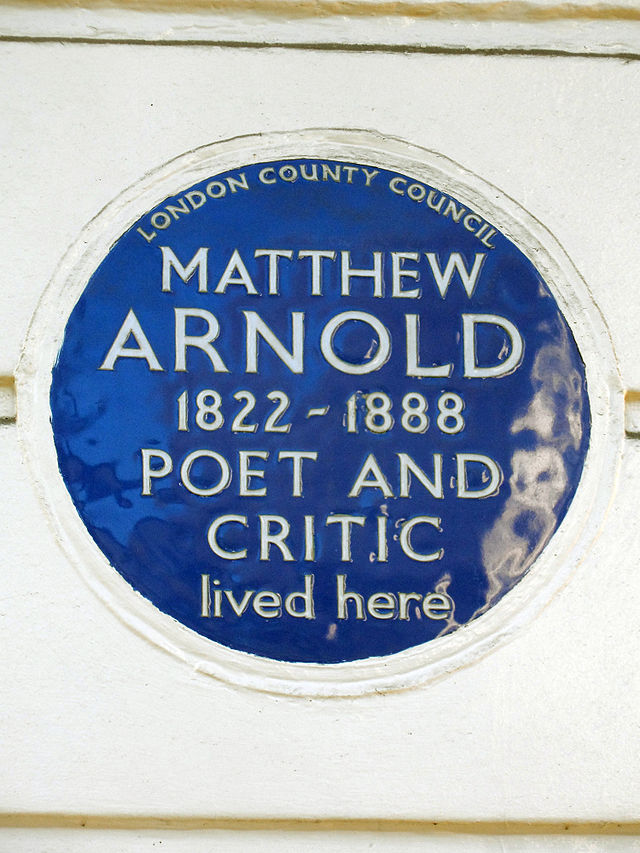 LONDON COUNTY COUNCIL
MATTHEW
ARNOLD
1822 - 1888
POET AND
CRITIC
lived here